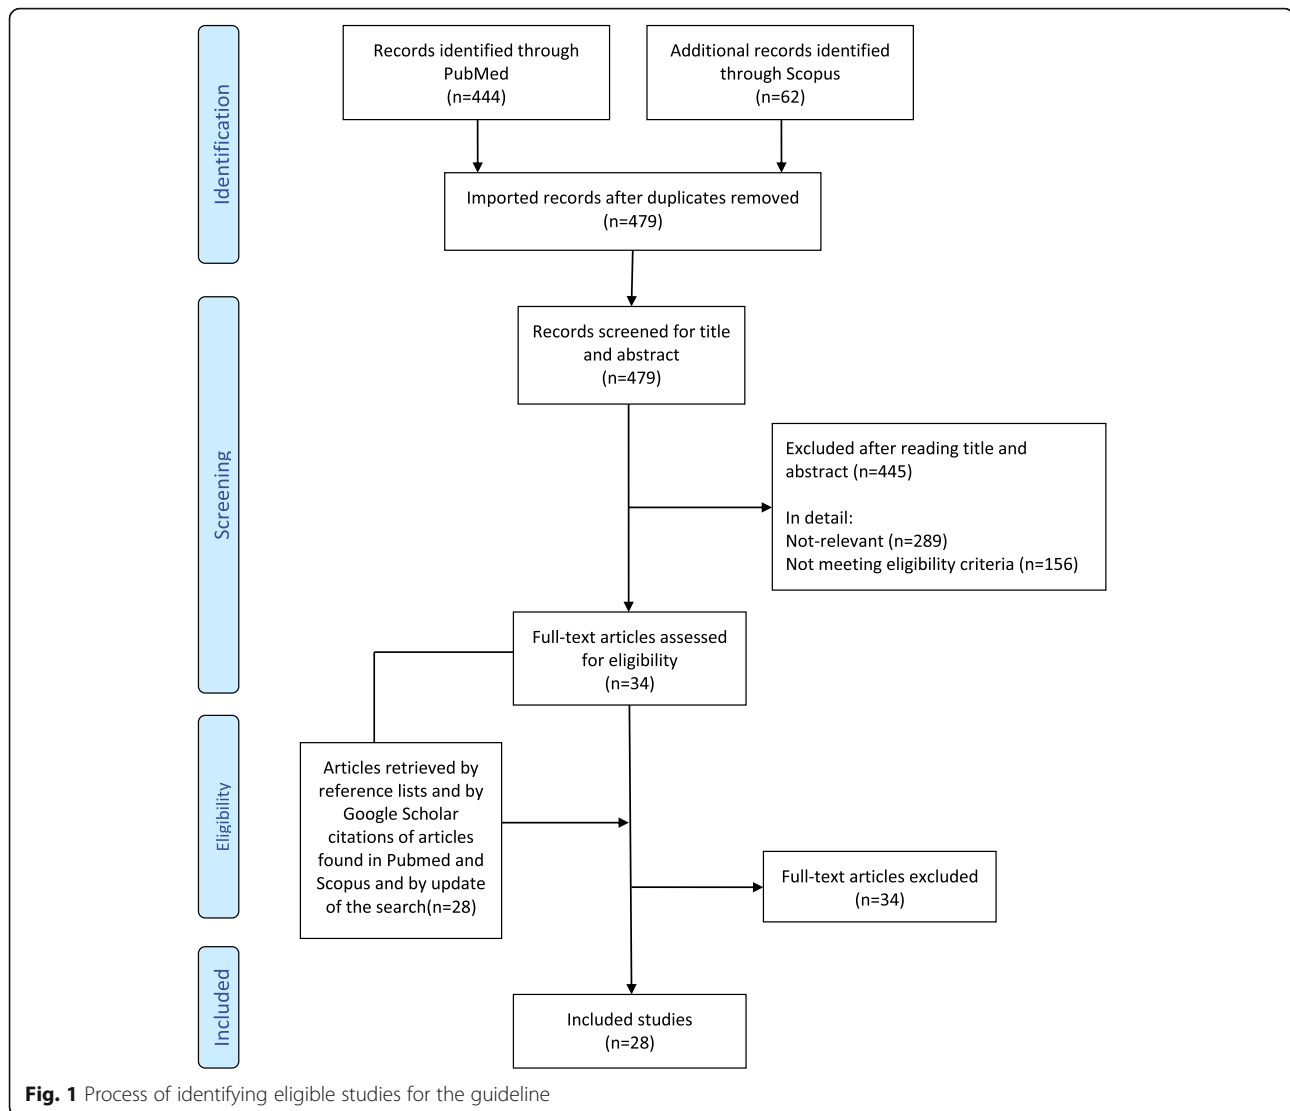 Identification
Records identified through
PubMed
(n=444)
Additional records identified
through Scopus
(n=62)
Imported records after duplicates removed
(n=479)
Screening
Records screened for title
and abstract
(n=479)
Excluded after reading title and
abstract (n=445)
In detail:
Not-relevant (n=289)
Not meeting eligibility criteria (n=156)
Full-text articles assessed
for eligibility
(n=34)
Eligibility
Articles retrieved by
reference lists and by
Google Scholar
citations of articles
found in Pubmed and
Scopus and by update
of the search(n=28)
Full-text articles excluded
(n=34)
Included
Included studies
(n=28)
Fig. 1 Process of identifying eligible studies for the guideline